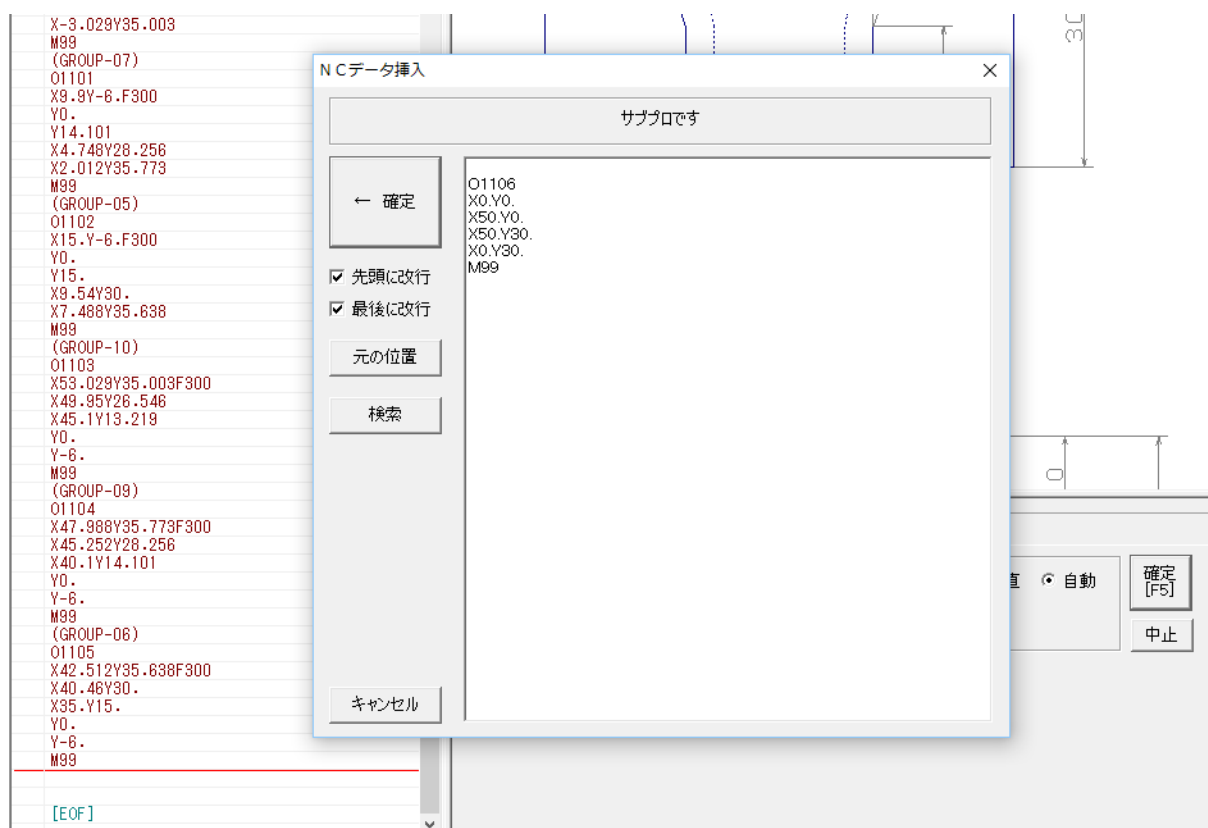 X-3.029Y35.003
M99
(GROUP-07)
O1101
X9.9Y-6.F300
Y0.
Y14.101
X4.748Y28.256
X2.012Y35.773
M99
(GROUP-05)
O1102
X15.Y-6.F300
Y0.
Y15.
X9.54Y30.
X7.488Y35.638
M99
(GROUP-10)
O1103
X53.029Y35.003F300
X49.95Y26.546
X45.1Y13.219
Y0.
Y-6.
M99
(GROUP-09)
O1104
X47.988Y35.773F300
X45.252Y28.256
X40.1Y14.101
Y0.
Y-6.
M99
(GROUP-06)
O1105
X42.512Y35.638F300
X40.46Y30.
X35.Y15.
Y0.
Y-6.
M99
[EOF]
NCデータ挿入
サブプロです
← 確定
先頭に改行
最後に改行
元の位置
検索
キャンセル
O1106
X0.Y0.
X50.Y0.
X50.Y30.
X0.Y30.
M99
0
自動
確定
[F5]
中止